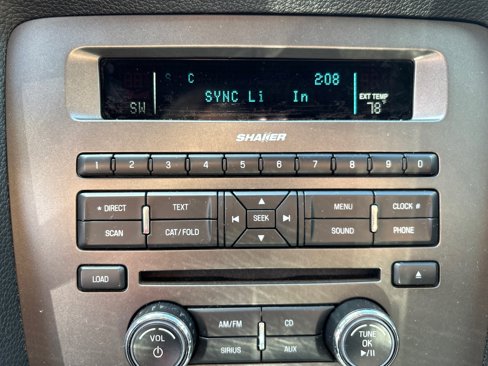 S C 2:08
SYNC Li In
SW
EXT TEMP
78°
SHAKER
1 2 3 4 5 6 7 8 9 0
* DIRECT TEXT MENU CLOCK #
SEEK
SCAN CAT/FOLD SOUND PHONE
LOAD
AM/FM CD
VOL
TUNE
OK
SIRIUS AUX